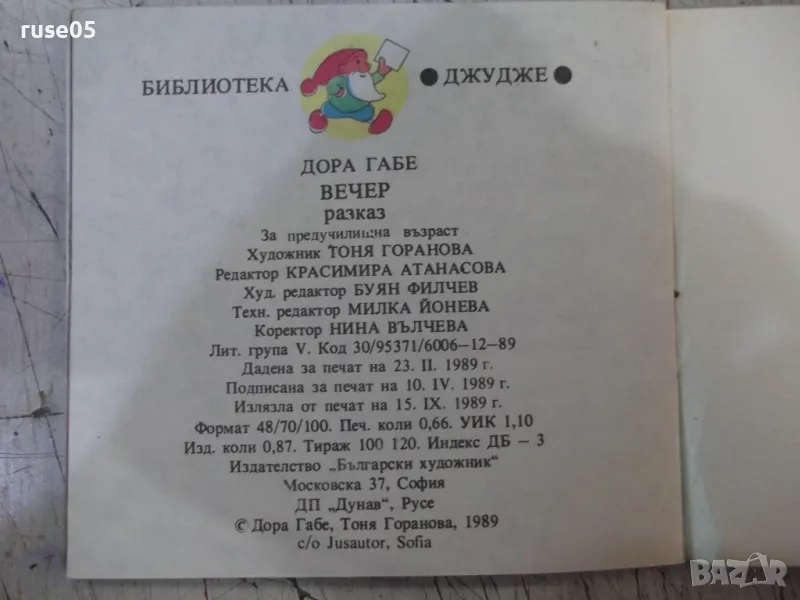 ruse05
БИБЛИОТЕКА ● ДЖУДЖЕ ●
ДОРА ГАБЕ
ВЕЧЕР
разказ
За предучилищна възраст
Художник ТОНЯ ГОРАНОВА
Редактор КРАСИМИРА АТАНАСОВА
Худ. редактор БУЯН ФИЛЧЕВ
Техн. редактор МИЛКА ЙОНЕВА
Коректор НИНА ВЪЛЧЕВА
Лит. група V. Код 30/95371/6006—12—89
Дадена за печат на 23. II. 1989 г.
Подписана за печат на 10. IV. 1989 г.
Излязла от печат на 15. IX. 1989 г.
Формат 48/70/100. Печ. коли 0,66. УИК 1,10
Изд. коли 0,87. Тираж 100 120. Индекс ДБ — 3
Издателство „Български художник“
Московска 37, София
ДП „Дунав“, Русе
© Дора Габе, Тоня Горанова, 1989
c/o Jusautor, Sofia
BAZAR